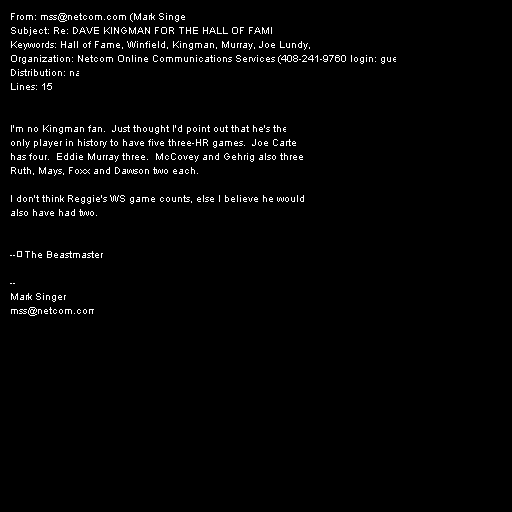 From: mss@netcom.com (Mark Singe
Subject: Re: DAVE KINGMAN FOR THE HALL OF FAMI
Keywords: Hall of Fame, Winfield, Kingman, Murray, Joe Lundy,
Organization: Netcom Online Communications Services (408-241-9760 login: gue
Distribution: na
Lines: 15
I'm no Kingman fan. Just thought I'd point out that he's the
only player in history to have five three-HR games. Joe Carte
has four. Eddie Murray three. McCovey and Gehrig also three
Ruth, Mays, Foxx and Dawson two each.
I don't think Reggie's WS game counts, else I believe he would
also have had two.
-- The Beastmaster
--
Mark Singer
mss@netcom.com